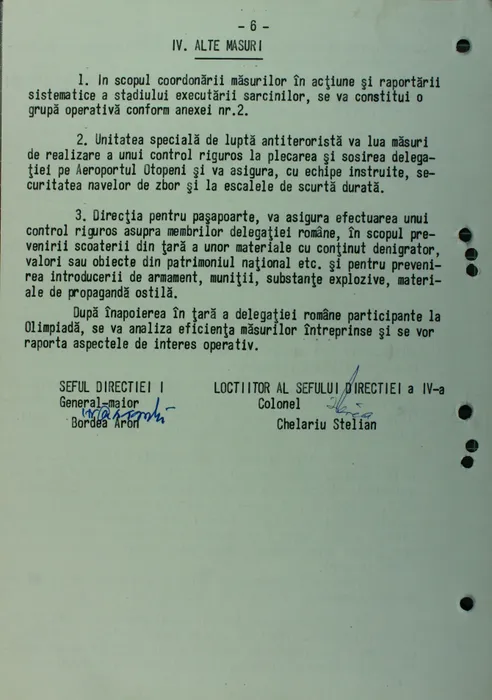 - 6 -
IV. ALTE MASURI
1. In scopul coordonării măsurilor în acţiune şi raportării
sistematice a stadiului executării sarcinilor, se va constitui o
grupă operativă conform anexei nr.2.
2. Unitatea specială de luptă antiteroristă va lua măsuri
de realizare a unui control riguros la plecarea şi sosirea delega-
ţiei pe Aeroportul Otopeni şi va asigura, cu echipe instruite, se-
curitatea navelor de zbor şi la escalele de scurtă durată.
3. Direcţia pentru paşapoarte, va asigura efectuarea unui
control riguros asupra membrilor delegaţiei române, în scopul pre-
venirii scoaterii din ţară a unor materiale cu conţinut denigrator,
valori sau obiecte din patrimoniul naţional etc. şi pentru preveni-
rea introducerii de armament, muniţii, substanţe explozive, materi-
ale de propagandă ostilă.
După înapoierea în ţară a delegaţiei române participante la
Olimpiadă, se va analiza eficienţa măsurilor întreprinse şi se vor
raporta aspectele de interes operativ.
SEFUL DIRECTIEI I LOCTIITOR AL SEFULUI DIRECTIEI a IV-a
General-maior Colonel
Bordea Aron Chelariu Stelian